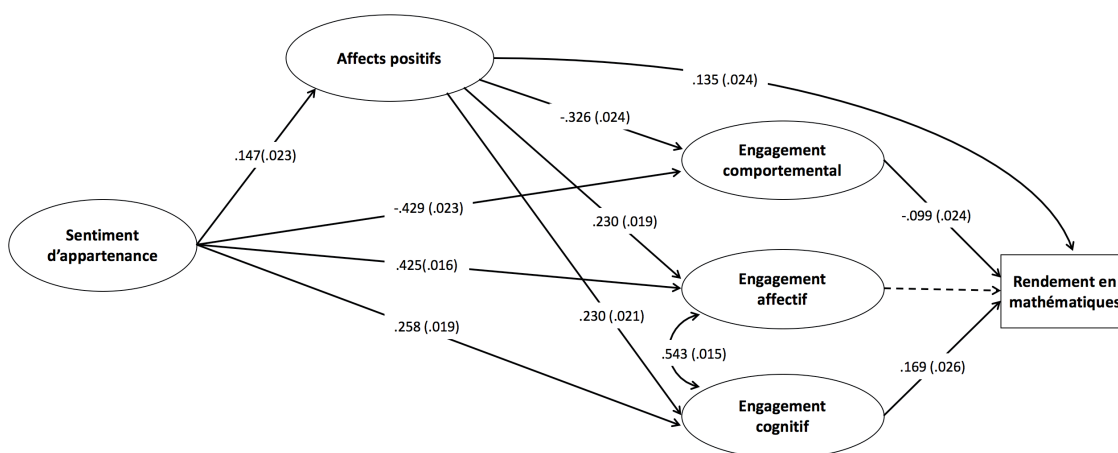 Affects positifs
.135 (.024)
-.326 (.024)
Engagement
comportemental
.147(.023)
-.429 (.023)
.230 (.019)
-.099 (.024)
Sentiment
d’appartenance
.425(.016)
Engagement
affectif
Rendement en
mathématiques
.258 (.019)
.230 (.021)
.543 (.015)
.169 (.026)
Engagement
cognitif